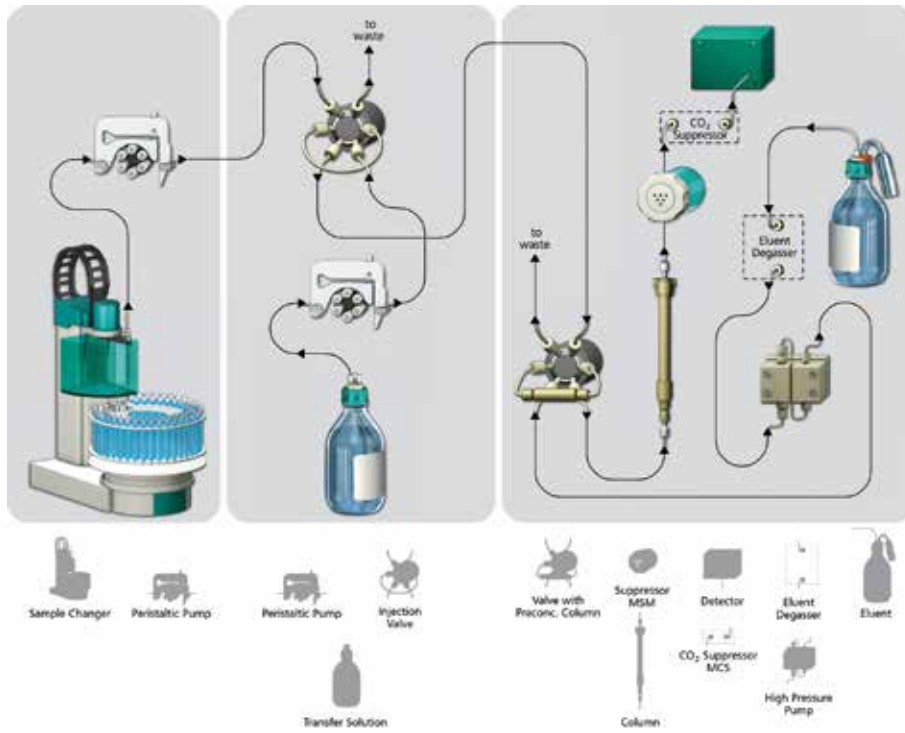 to
waste
CO₂
Suppressor
to
waste
Eluent
Degasser
Sample Changer
Peristaltic Pump
Peristaltic Pump
Injection
Valve
Valve with
Preconc. Column
Suppressor
MSM
Detector
Eluent
Degasser
Eluent
CO₂ Suppressor
MCS
High Pressure
Pump
Transfer Solution
Column